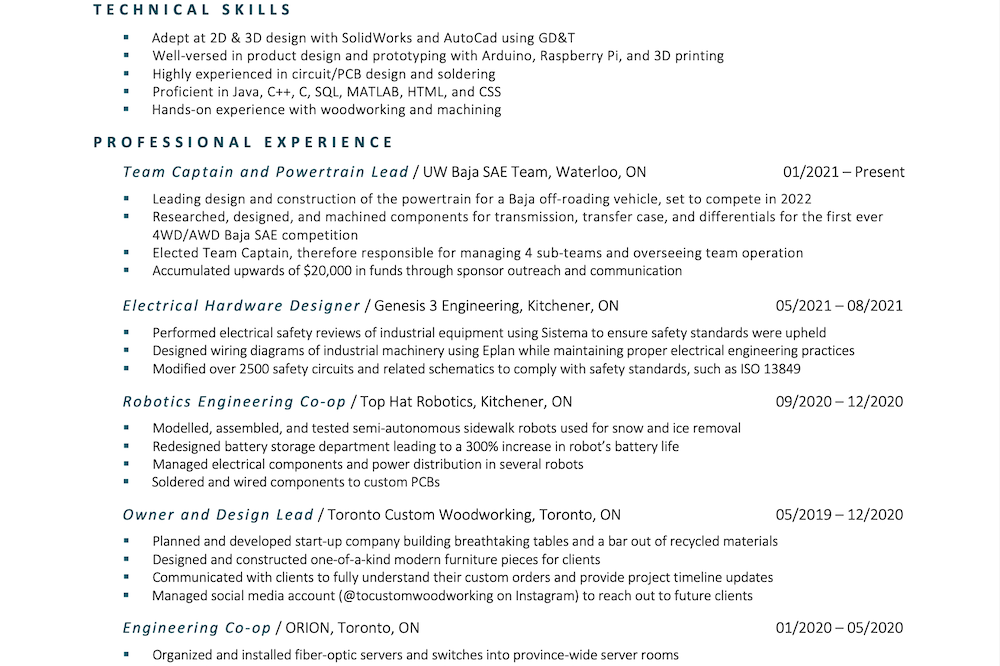 TECHNICAL SKILLS
▪ Adept at 2D & 3D design with SolidWorks and AutoCad using GD&T
▪ Well-versed in product design and prototyping with Arduino, Raspberry Pi, and 3D printing
▪ Highly experienced in circuit/PCB design and soldering
▪ Proficient in Java, C++, C, SQL, MATLAB, HTML, and CSS
▪ Hands-on experience with woodworking and machining
PROFESSIONAL EXPERIENCE
Team Captain and Powertrain Lead / UW Baja SAE Team, Waterloo, ON 01/2021 – Present
▪ Leading design and construction of the powertrain for a Baja off-roading vehicle, set to compete in 2022
▪ Researched, designed, and machined components for transmission, transfer case, and differentials for the first ever
4WD/AWD Baja SAE competition
▪ Elected Team Captain, therefore responsible for managing 4 sub-teams and overseeing team operation
▪ Accumulated upwards of $20,000 in funds through sponsor outreach and communication
Electrical Hardware Designer / Genesis 3 Engineering, Kitchener, ON 05/2021 – 08/2021
▪ Performed electrical safety reviews of industrial equipment using Sistema to ensure safety standards were upheld
▪ Designed wiring diagrams of industrial machinery using Eplan while maintaining proper electrical engineering practices
▪ Modified over 2500 safety circuits and related schematics to comply with safety standards, such as ISO 13849
Robotics Engineering Co-op / Top Hat Robotics, Kitchener, ON 09/2020 – 12/2020
▪ Modelled, assembled, and tested semi-autonomous sidewalk robots used for snow and ice removal
▪ Redesigned battery storage department leading to a 300% increase in robot’s battery life
▪ Managed electrical components and power distribution in several robots
▪ Soldered and wired components to custom PCBs
Owner and Design Lead / Toronto Custom Woodworking, Toronto, ON 05/2019 – 12/2020
▪ Planned and developed start-up company building breathtaking tables and a bar out of recycled materials
▪ Designed and constructed one-of-a-kind modern furniture pieces for clients
▪ Communicated with clients to fully understand their custom orders and provide project timeline updates
▪ Managed social media account (@tocustomwoodworking on Instagram) to reach out to future clients
Engineering Co-op / ORION, Toronto, ON 01/2020 – 05/2020
▪ Organized and installed fiber-optic servers and switches into province-wide server rooms